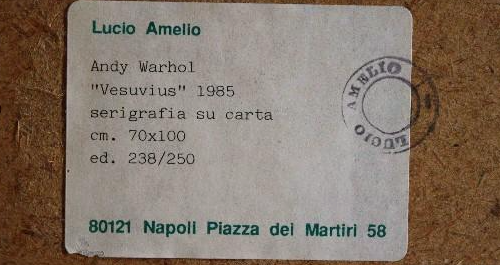 Lucio Amelio
Andy Warhol
"Vesuvius" 1985
serigrafia su carta
cm. 70x100
ed. 238/250
80121 Napoli Piazza dei Martiri 58
LUCIO AMELIO